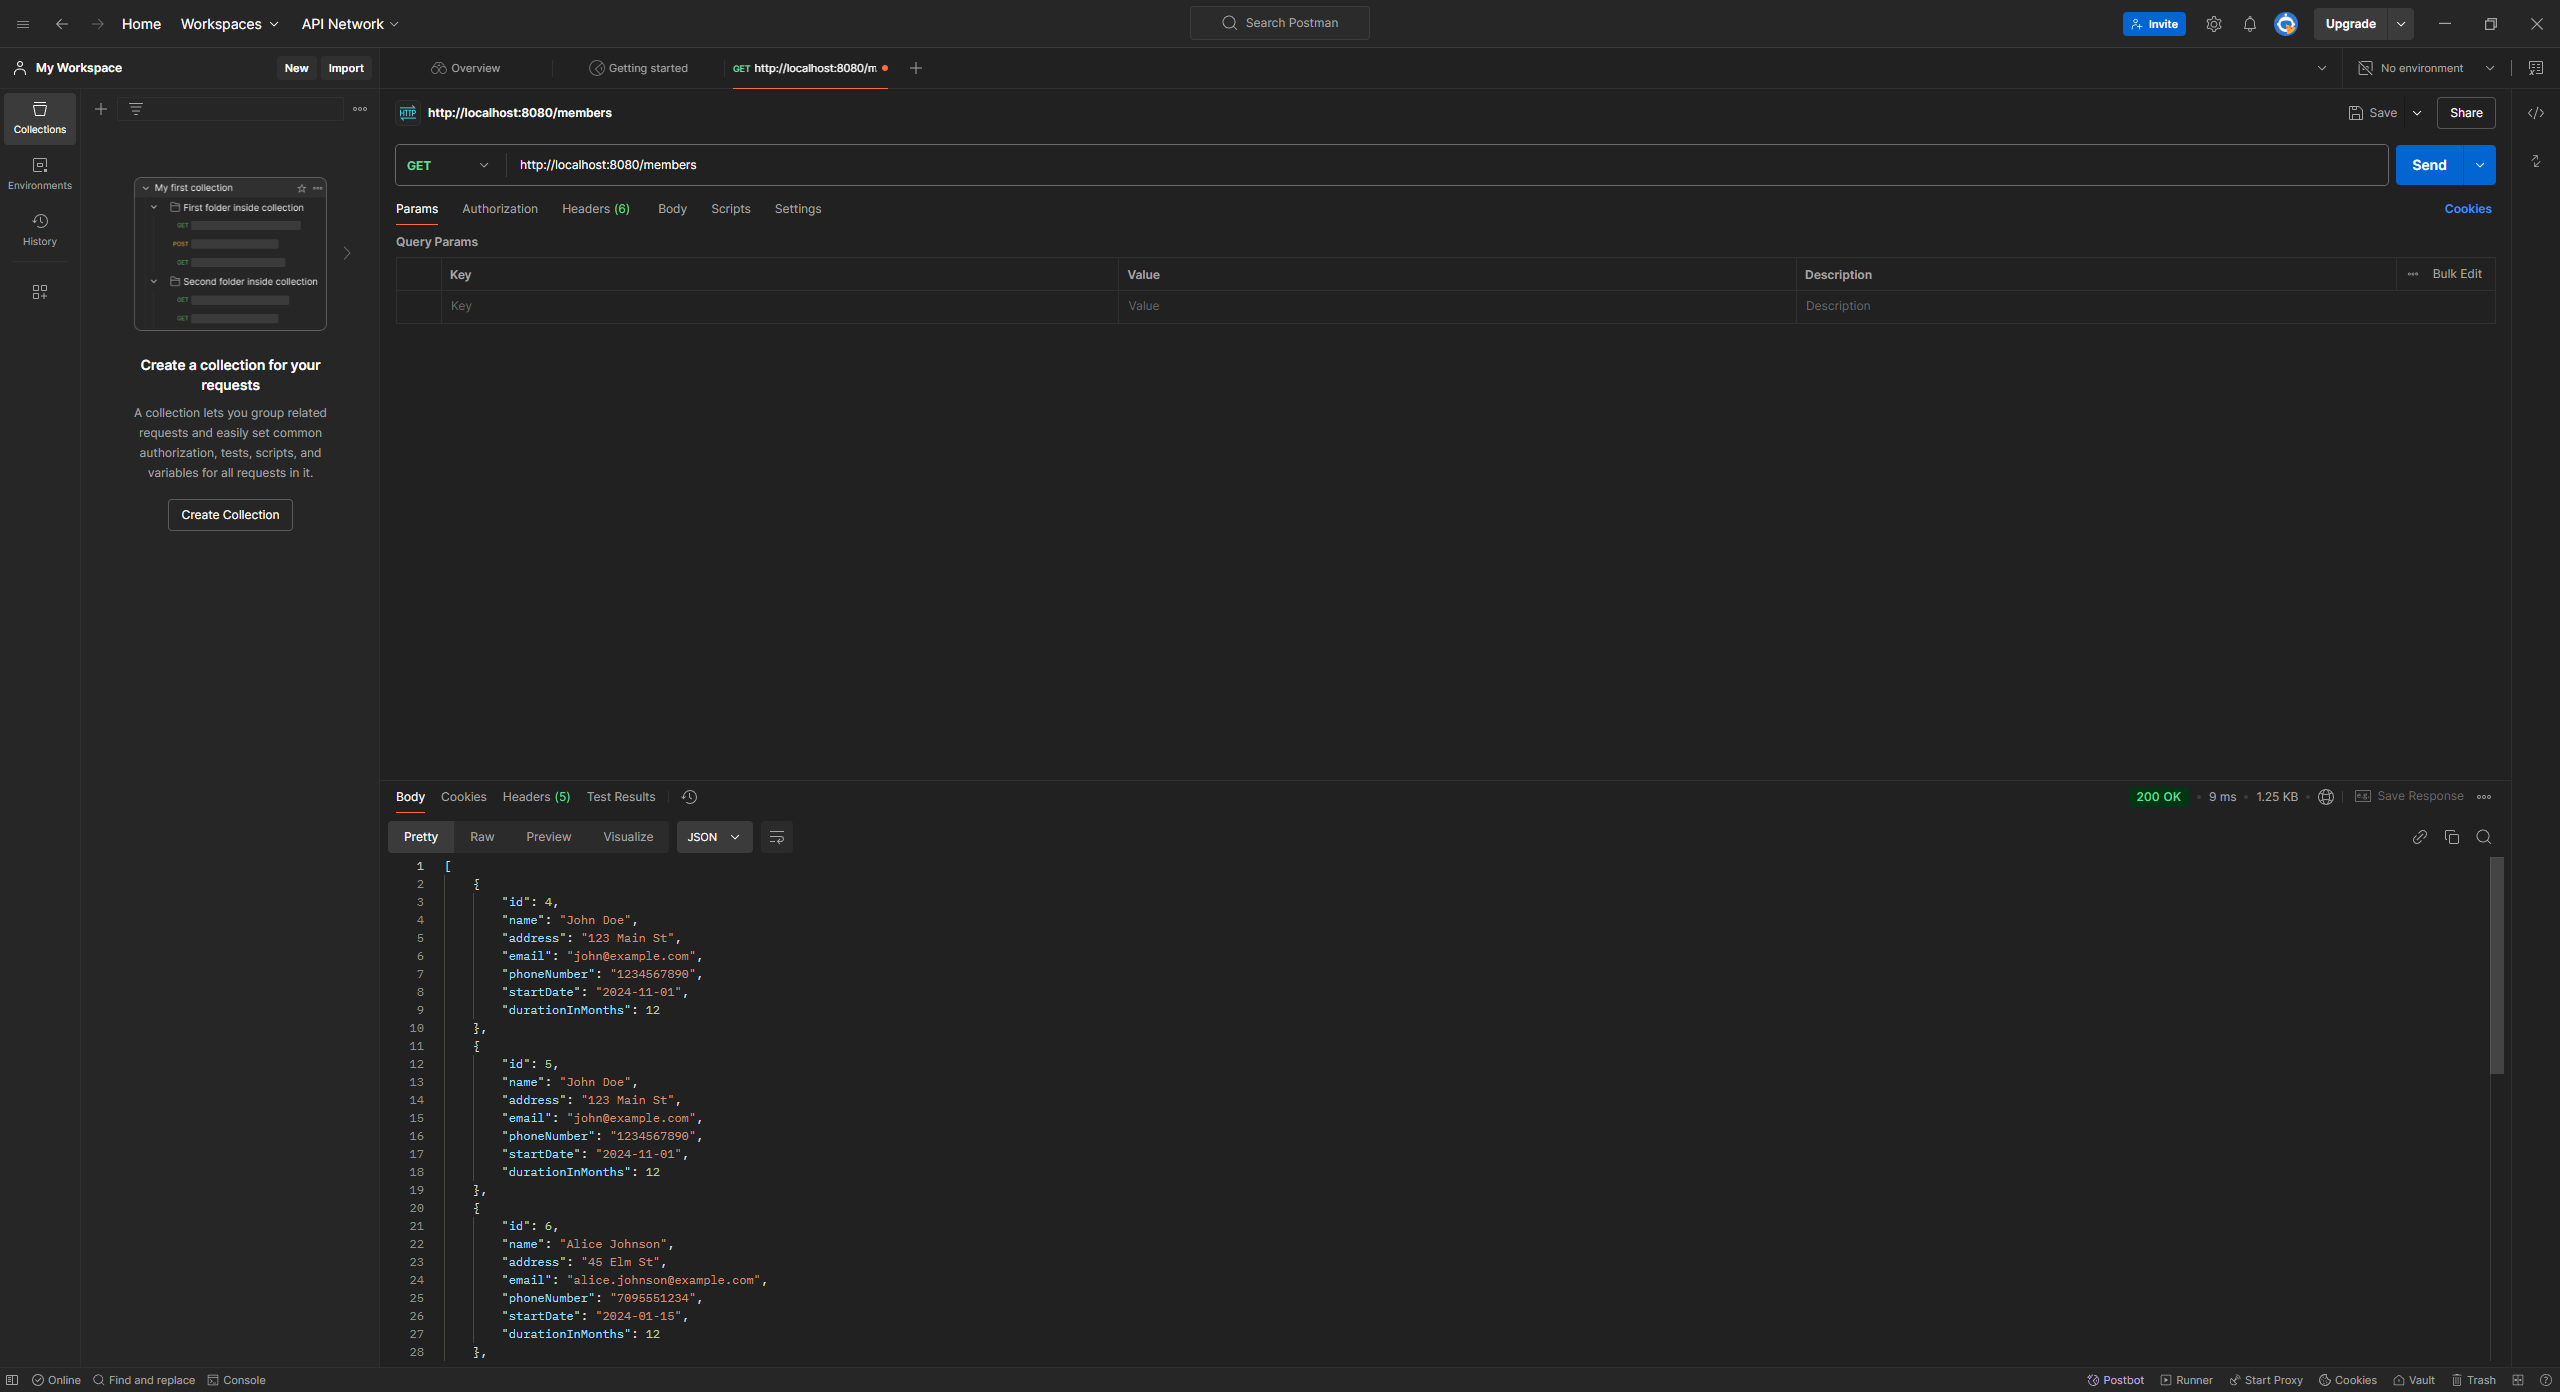 Home
Workspaces
API Network
Search Postman
Invite
Upgrade
My Workspace
New
Import
Overview
Getting started
GET http://localhost:8080/m
No environment
Collections
Environments
History
My first collection
First folder inside collection
GET
POST
GET
Second folder inside collection
GET
GET
Create a collection for your
requests
A collection lets you group related
requests and easily set common
authorization, tests, scripts, and
variables for all requests in it.
Create Collection
HTTP http://localhost:8080/members
Save
Share
GET
http://localhost:8080/members
Send
Params
Authorization
Headers (6)
Body
Scripts
Settings
Cookies
Query Params
Key
Value
Description
Bulk Edit
Key
Value
Description
Body
Cookies
Headers (5)
Test Results
200 OK
9 ms
1.25 KB
e.g. Save Response
Pretty
Raw
Preview
Visualize
JSON
1 [
2 {
3 "id": 4,
4 "name": "John Doe",
5 "address": "123 Main St",
6 "email": "john@example.com",
7 "phoneNumber": "1234567890",
8 "startDate": "2024-11-01",
9 "durationInMonths": 12
10 },
11 {
12 "id": 5,
13 "name": "John Doe",
14 "address": "123 Main St",
15 "email": "john@example.com",
16 "phoneNumber": "1234567890",
17 "startDate": "2024-11-01",
18 "durationInMonths": 12
19 },
20 {
21 "id": 6,
22 "name": "Alice Johnson",
23 "address": "45 Elm St",
24 "email": "alice.johnson@example.com",
25 "phoneNumber": "7095551234",
26 "startDate": "2024-01-15",
27 "durationInMonths": 12
28 },
Online
Find and replace
Console
Postbot
Runner
Start Proxy
Cookies
Vault
Trash